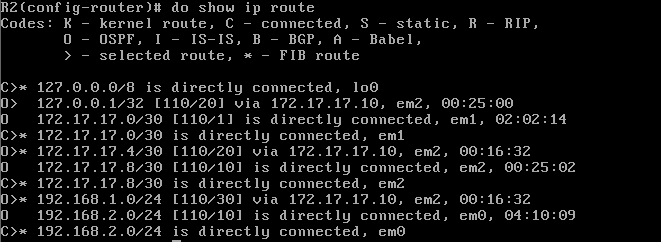 R2(config-router)# do show ip route
Codes: K - kernel route, C - connected, S - static, R - RIP,
O - OSPF, I - IS-IS, B - BGP, A - Babel,
> - selected route, * - FIB route
C>* 127.0.0.0/8 is directly connected, lo0
O> 127.0.0.1/32 [110/20] via 172.17.17.10, em2, 00:25:00
O 172.17.17.0/30 [110/1] is directly connected, em1, 02:02:14
C>* 172.17.17.0/30 is directly connected, em1
O>* 172.17.17.4/30 [110/20] via 172.17.17.10, em2, 00:16:32
O 172.17.17.8/30 [110/10] is directly connected, em2, 00:25:02
C>* 172.17.17.8/30 is directly connected, em2
O>* 192.168.1.0/24 [110/30] via 172.17.17.10, em2, 00:16:32
O 192.168.2.0/24 [110/10] is directly connected, em0, 04:10:09
C>* 192.168.2.0/24 is directly connected, em0